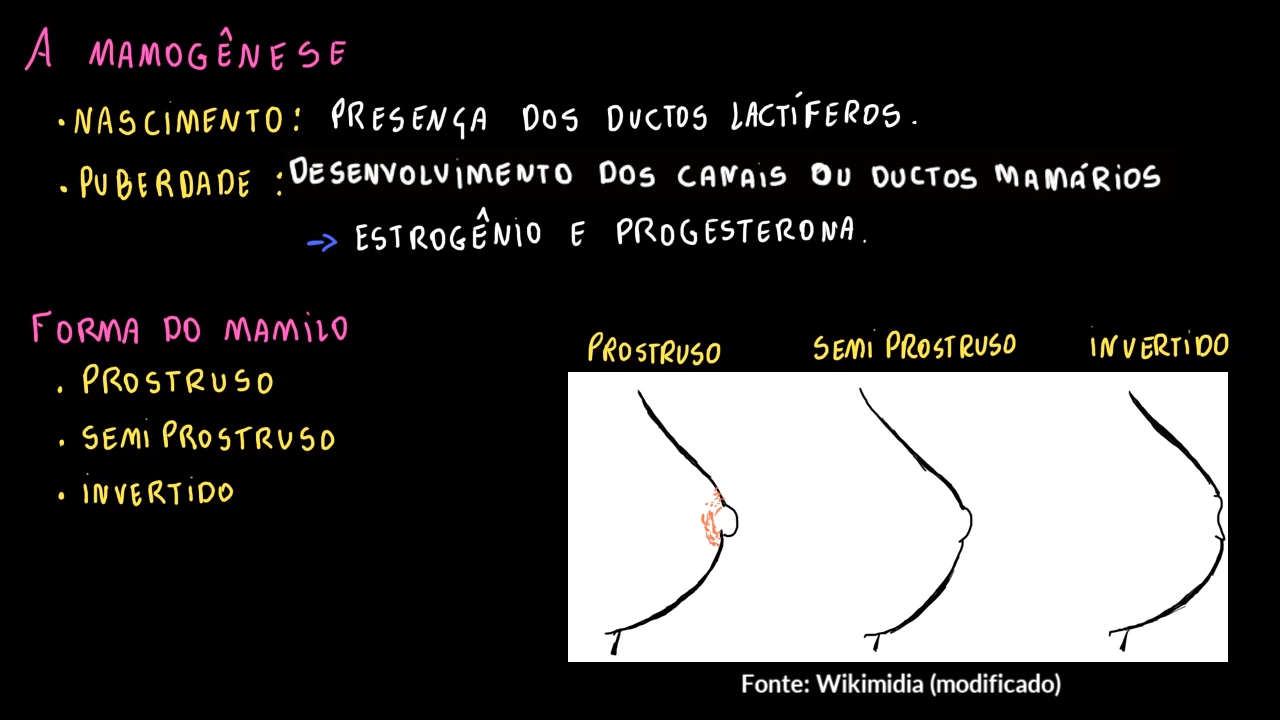 A MAMOGÊNESE
• NASCIMENTO: PRESENÇA DOS DUCTOS LACTÍFEROS.
• PUBERDADE: DESENVOLVIMENTO DOS CANAIS OU DUCTOS MAMÁRIOS
→ ESTROGÊNIO E PROGESTERONA.
FORMA DO MAMILO
• PROSTRUSO
• SEMI PROSTRUSO
• INVERTIDO
PROSTRUSO SEMI PROSTRUSO INVERTIDO
Fonte: Wikimidia (modificado)